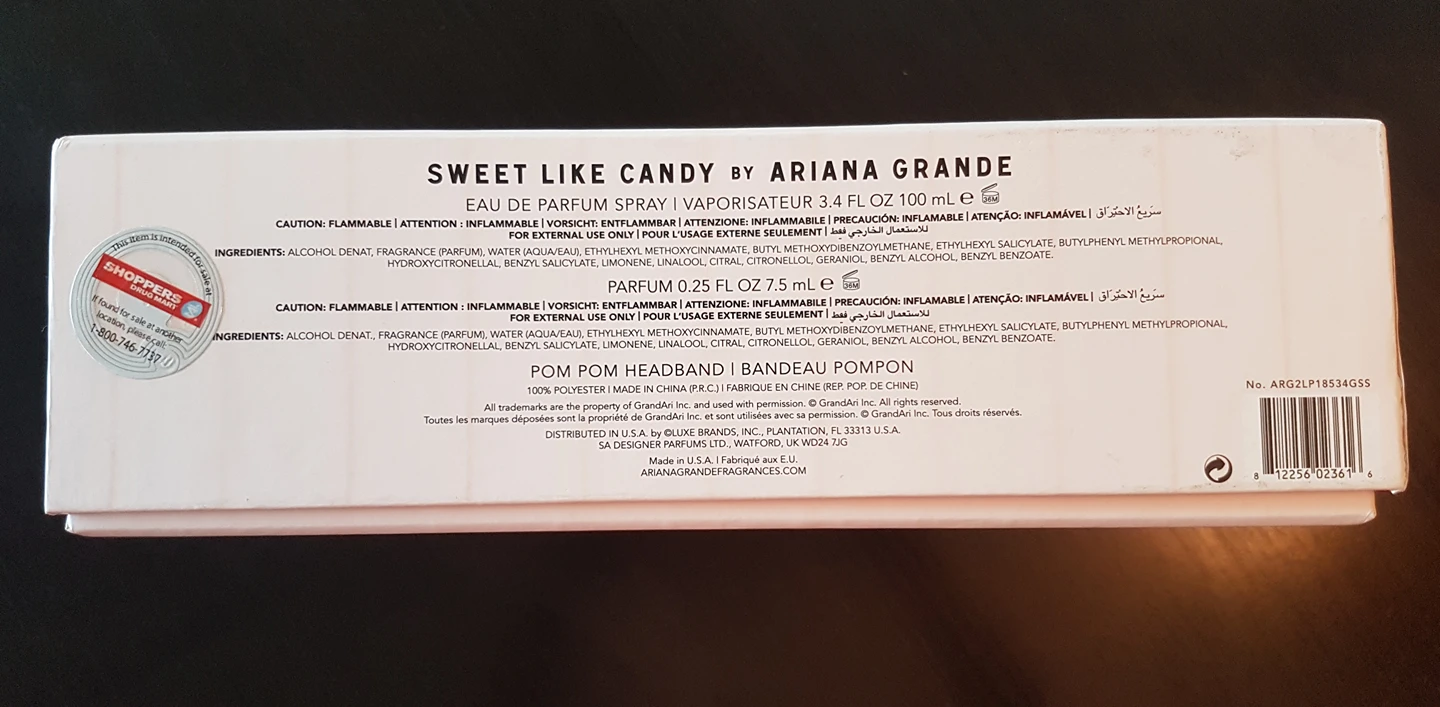 SWEET LIKE CANDY BY ARIANA GRANDE
EAU DE PARFUM SPRAY | VAPORISATEUR 3.4 FL OZ 100 mL ℮ 36M
CAUTION: FLAMMABLE | ATTENTION : INFLAMMABLE | VORSICHT: ENTFLAMMBAR | ATTENZIONE: INFLAMMABILE | PRECAUCIÓN: INFLAMABLE | ATENÇÃO: INFLAMÁVEL | سَريعُ الاحْتِرَاق
FOR EXTERNAL USE ONLY | POUR L'USAGE EXTERNE SEULEMENT | للاستعمال الخارجي فقط
INGREDIENTS: ALCOHOL DENAT, FRAGRANCE (PARFUM), WATER (AQUA/EAU), ETHYLHEXYL METHOXYCINNAMATE, BUTYL METHOXYDIBENZOYLMETHANE, ETHYLHEXYL SALICYLATE, BUTYLPHENYL METHYLPROPIONAL,
HYDROXYCITRONELLAL, BENZYL SALICYLATE, LIMONENE, LINALOOL, CITRAL, CITRONELLOL, GERANIOL, BENZYL ALCOHOL, BENZYL BENZOATE.
PARFUM 0.25 FL OZ 7.5 mL ℮ 36M
CAUTION: FLAMMABLE | ATTENTION : INFLAMMABLE | VORSICHT: ENTFLAMMBAR | ATTENZIONE: INFLAMMABILE | PRECAUCIÓN: INFLAMABLE | ATENÇÃO: INFLAMÁVEL | سَريعُ الاحْتِرَاق
FOR EXTERNAL USE ONLY | POUR L'USAGE EXTERNE SEULEMENT | للاستعمال الخارجي فقط
INGREDIENTS: ALCOHOL DENAT., FRAGRANCE (PARFUM), WATER (AQUA/EAU), ETHYLHEXYL METHOXYCINNAMATE, BUTYL METHOXYDIBENZOYLMETHANE, ETHYLHEXYL SALICYLATE, BUTYLPHENYL METHYLPROPIONAL,
HYDROXYCITRONELLAL, BENZYL SALICYLATE, LIMONENE, LINALOOL, CITRAL, CITRONELLOL, GERANIOL, BENZYL ALCOHOL, BENZYL BENZOATE.
POM POM HEADBAND | BANDEAU POMPON
100% POLYESTER | MADE IN CHINA (P.R.C.) | FABRIQUE EN CHINE (REP. POP. DE CHINE)
All trademarks are the property of GrandAri Inc. and used with permission. © GrandAri Inc. All rights reserved.
Toutes les marques déposées sont la propriété de GrandAri Inc. et sont utilisées avec sa permission. © GrandAri Inc. Tous droits réservés.
DISTRIBUTED IN U.S.A. by ©LUXE BRANDS, INC., PLANTATION, FL 33313 U.S.A.
SA DESIGNER PARFUMS LTD., WATFORD, UK WD24 7JG
Made in U.S.A. | Fabriqué aux E.U.
ARIANAGRANDEFRAGRANCES.COM
This item is intended for sale at:
SHOPPERS
DRUG MART
If found for sale at another
location, please call:
1-800-746-7737
No. ARG2LP18534GSS
8 12256 02361 6